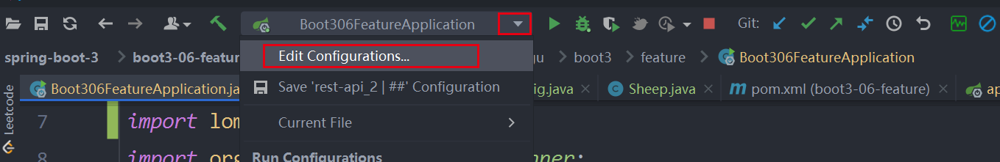 Boot306FeatureApplication
Git:
spring-boot-3
boot3-06-featu
gu
boot3
feature
Boot306FeatureApplication
Edit Configurations...
Boot306FeatureApplication.ja
ig.java
Sheep.java
pom.xml (boot3-06-feature)
ap
Save 'rest-api_2 | ##' Configuration
Leetcode
7
import lom
Current File
8
import org
nner;
Run Configurations